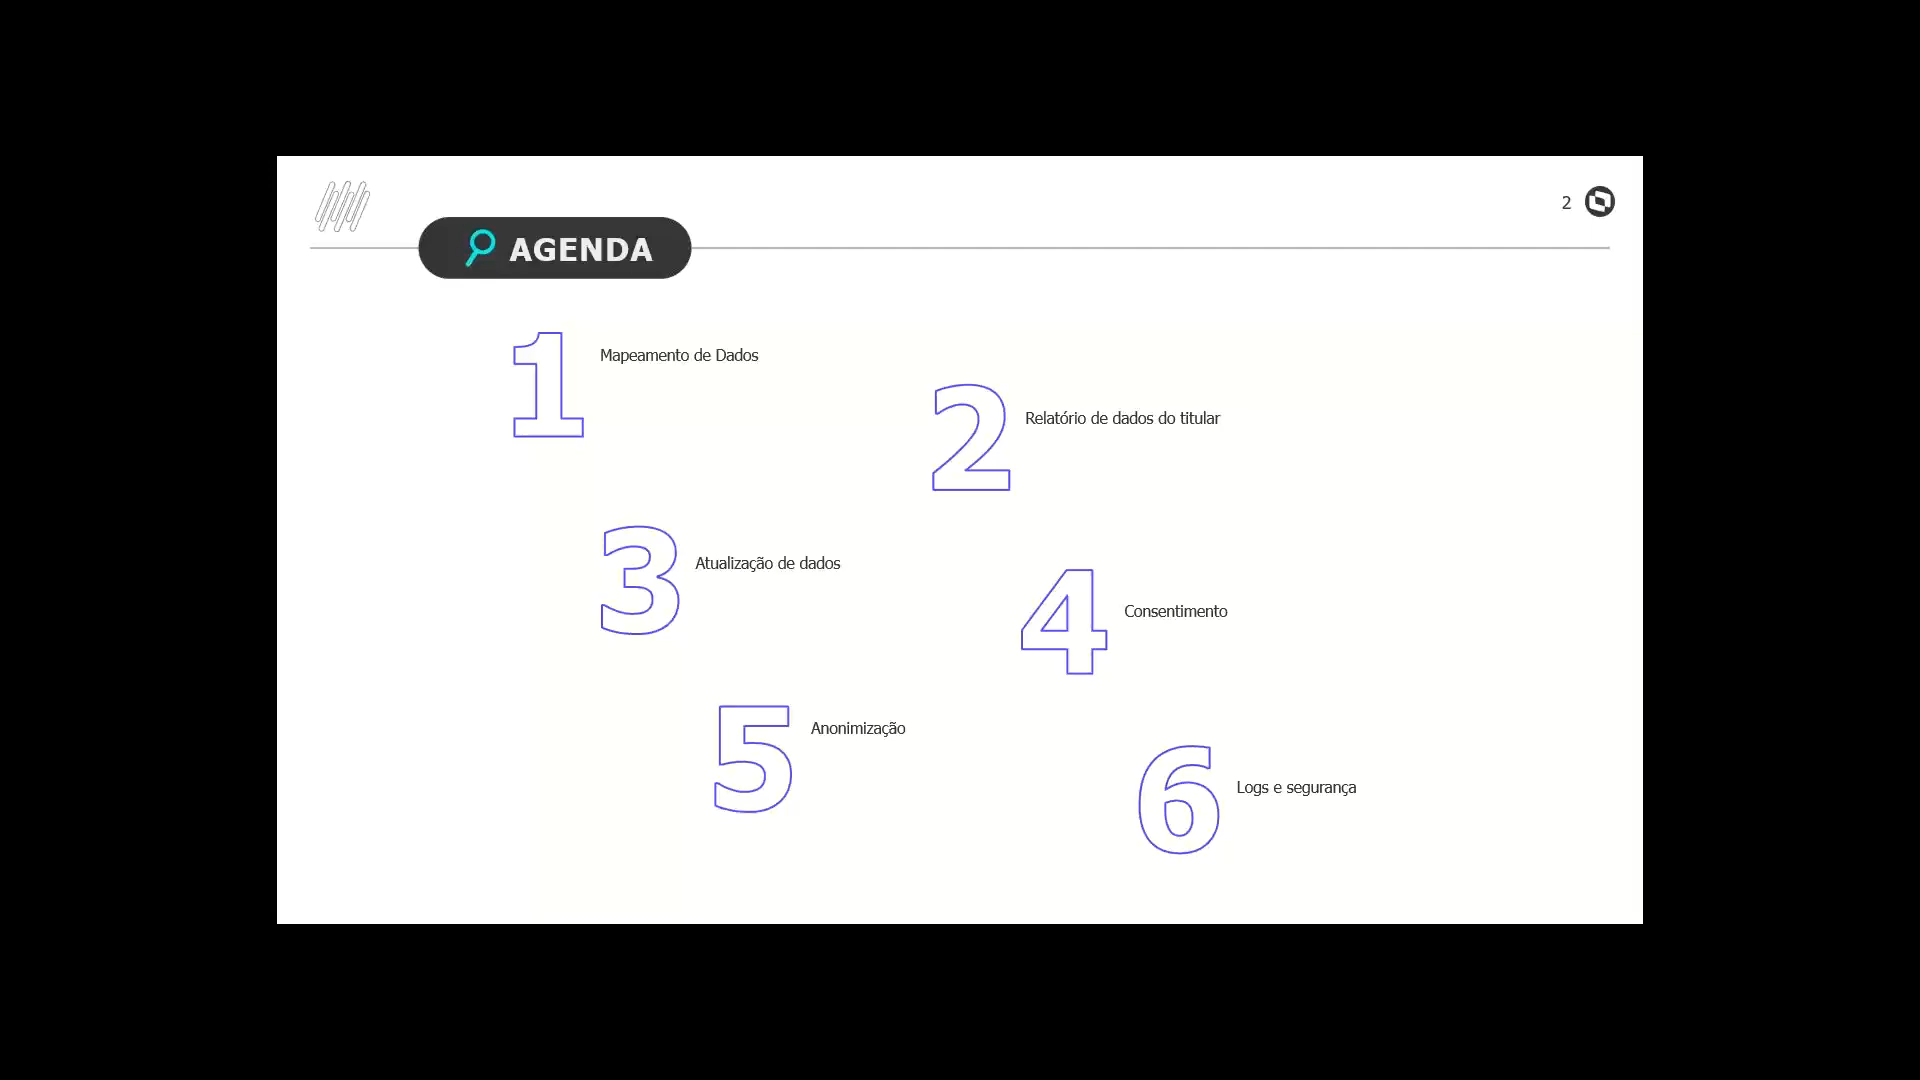 2
AGENDA
1 Mapeamento de Dados
2 Relatório de dados do titular
3 Atualização de dados
4 Consentimento
5 Anonimização
6 Logs e segurança